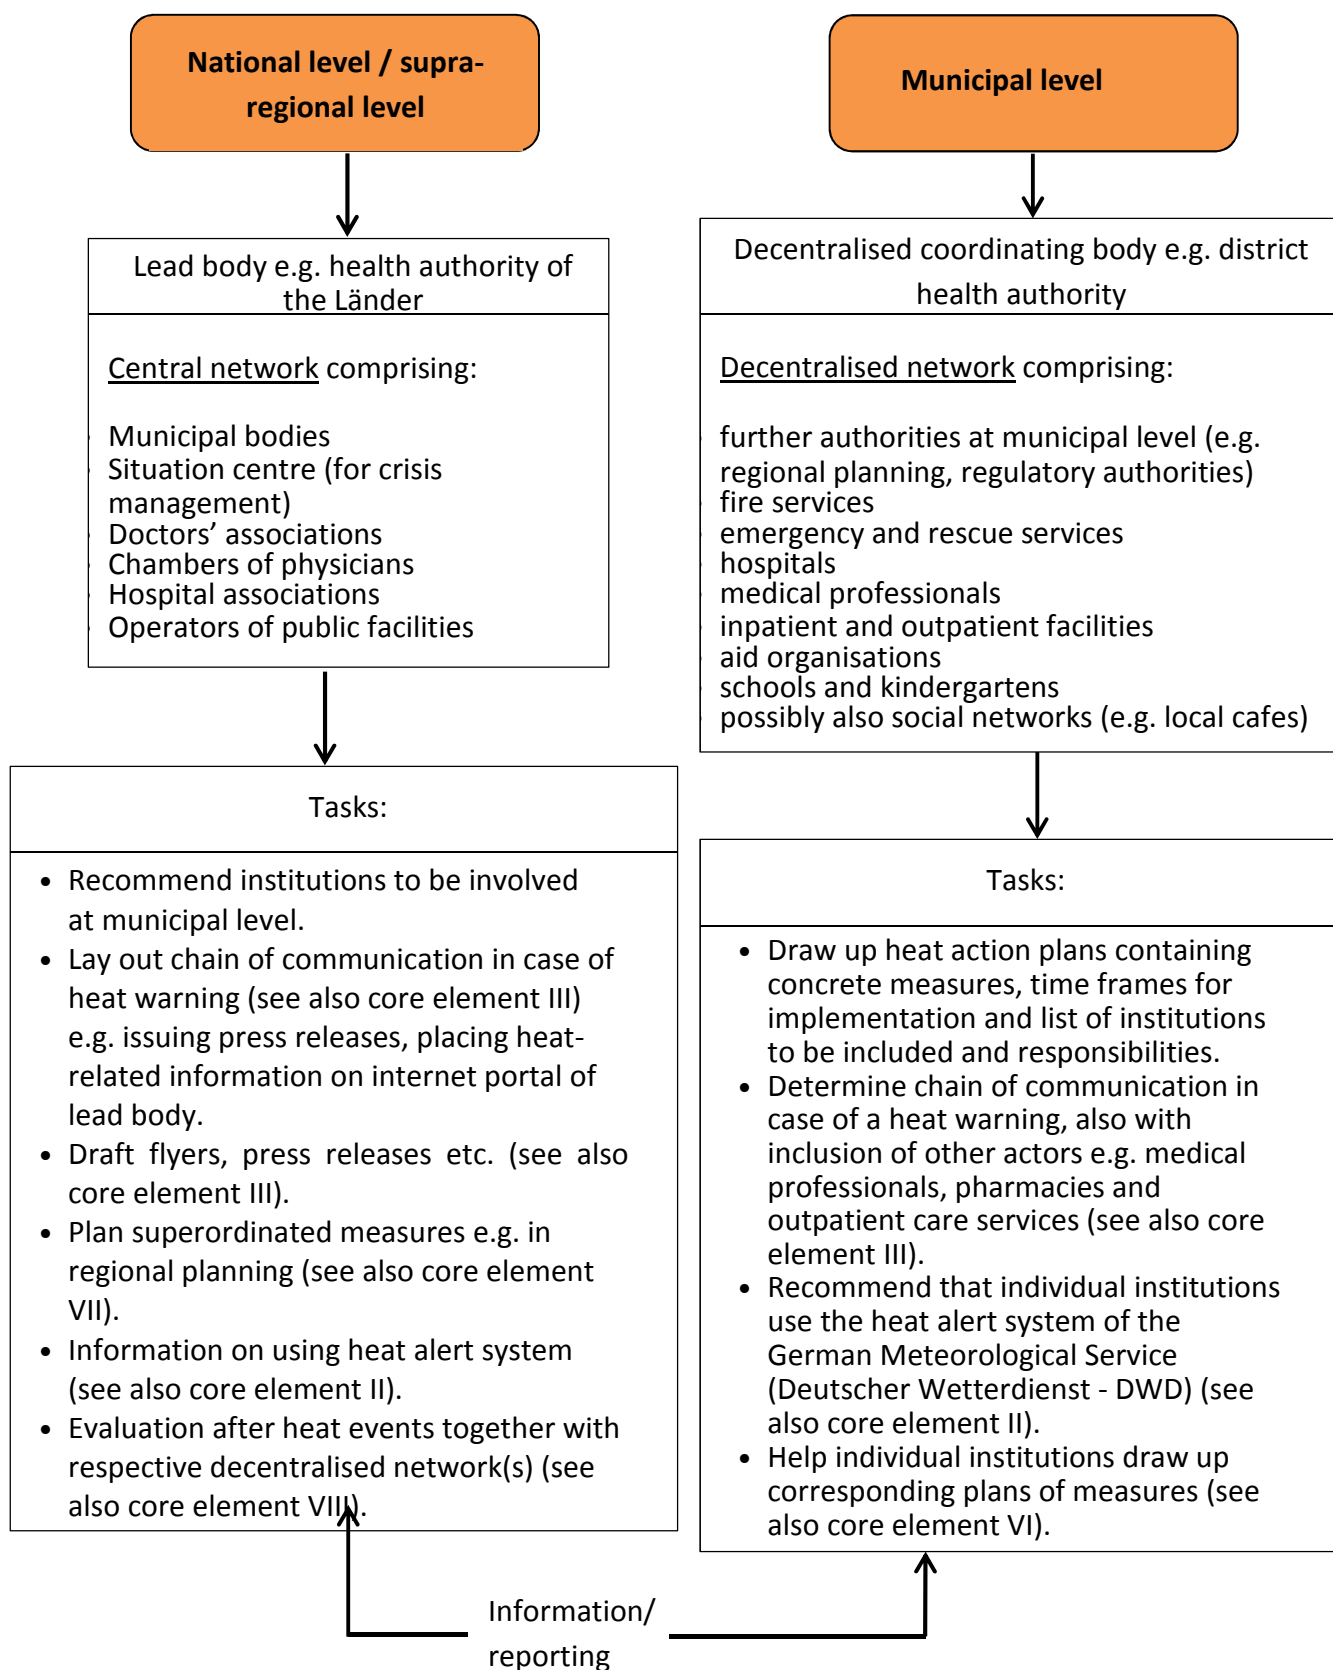 National level / supra-
regional level
Lead body e.g. health authority of
the Länder
Central network comprising:
Municipal bodies
Situation centre (for crisis
management)
Doctors’ associations
Chambers of physicians
Hospital associations
Operators of public facilities
Tasks:
• Recommend institutions to be involved
at municipal level.
• Lay out chain of communication in case of
heat warning (see also core element III)
e.g. issuing press releases, placing heat-
related information on internet portal of
lead body.
• Draft flyers, press releases etc. (see also
core element III).
• Plan superordinated measures e.g. in
regional planning (see also core element
VII).
• Information on using heat alert system
(see also core element II).
• Evaluation after heat events together with
respective decentralised network(s) (see
also core element VIII).
Municipal level
Decentralised coordinating body e.g. district
health authority
Decentralised network comprising:
further authorities at municipal level (e.g.
regional planning, regulatory authorities)
fire services
emergency and rescue services
hospitals
medical professionals
inpatient and outpatient facilities
aid organisations
schools and kindergartens
possibly also social networks (e.g. local cafes)
Tasks:
• Draw up heat action plans containing
concrete measures, time frames for
implementation and list of institutions
to be included and responsibilities.
• Determine chain of communication in
case of a heat warning, also with
inclusion of other actors e.g. medical
professionals, pharmacies and
outpatient care services (see also core
element III).
• Recommend that individual institutions
use the heat alert system of the
German Meteorological Service
(Deutscher Wetterdienst - DWD) (see
also core element II).
• Help individual institutions draw up
corresponding plans of measures (see
also core element VI).
Information/
reporting